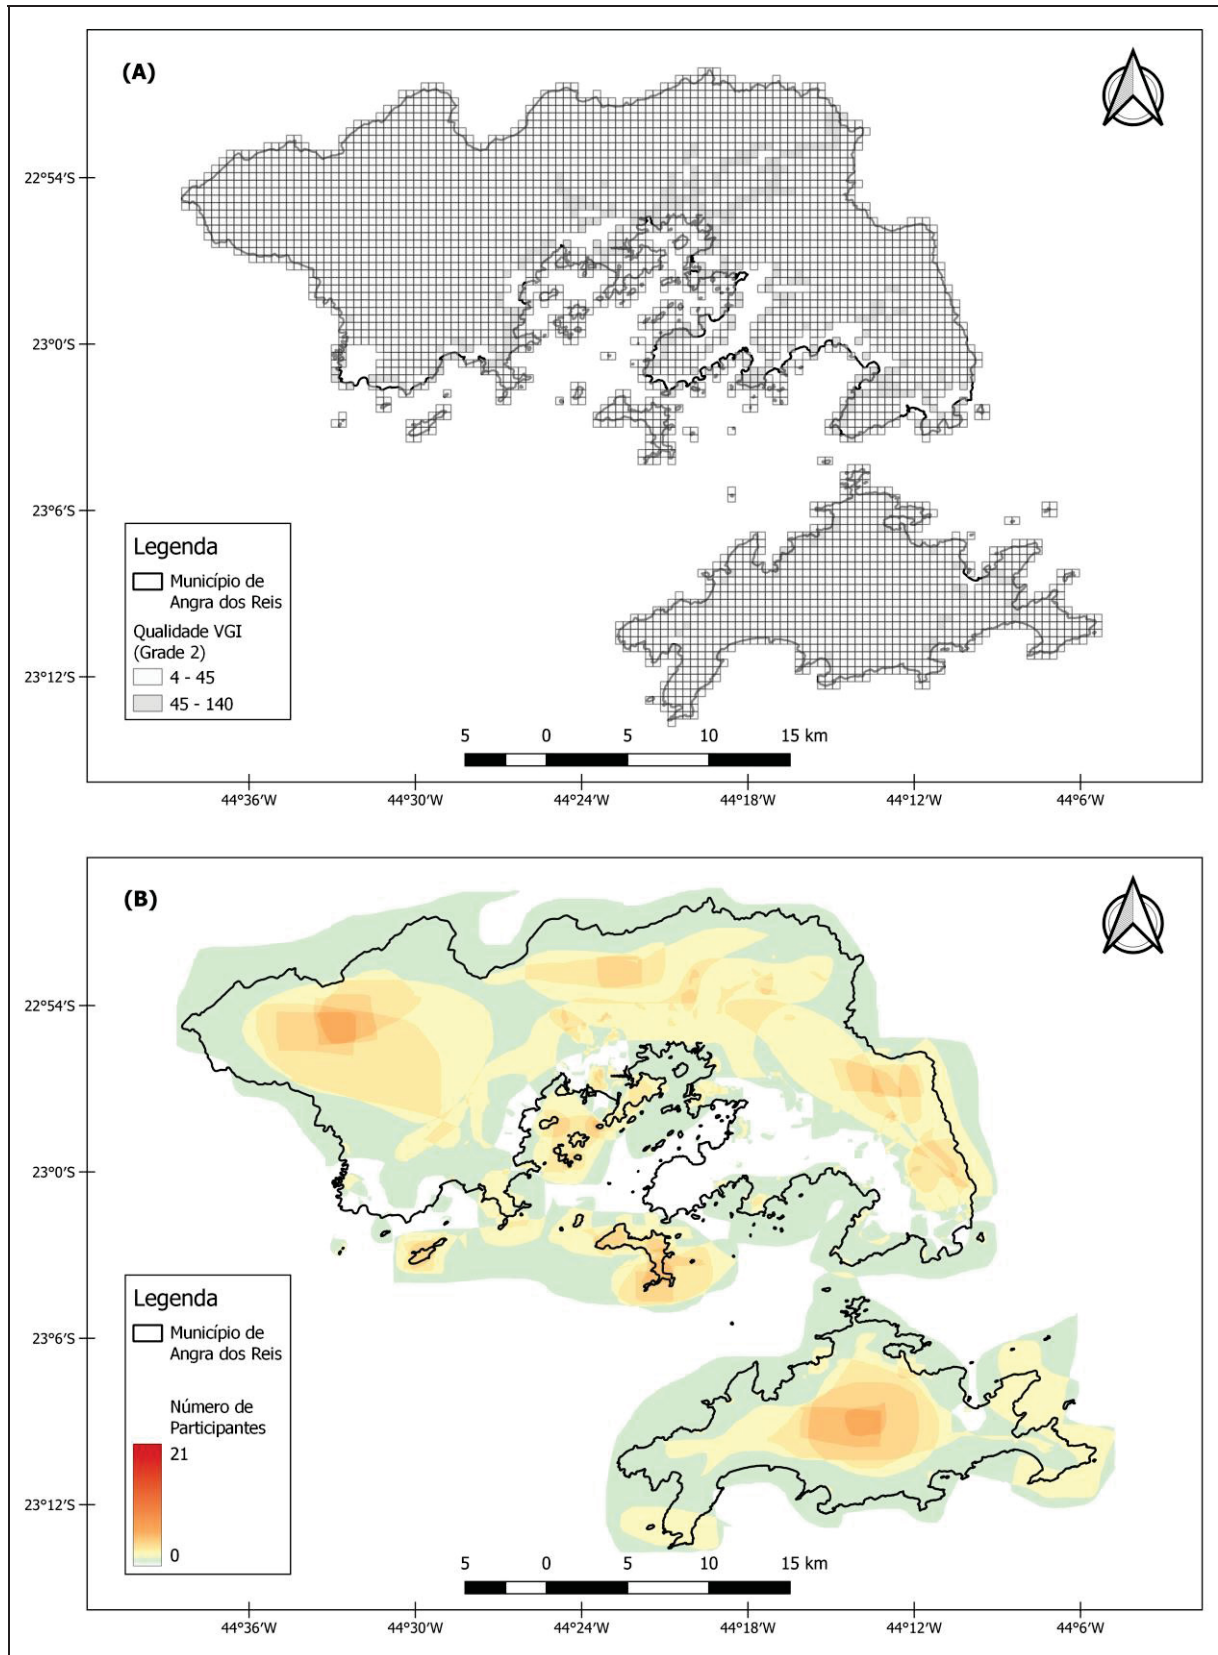 (A)
22°54'S
23°0'S
23°6'S
23°12'S
Legenda
Município de
Angra dos Reis
Qualidade VGI
(Grade 2)
4 - 45
45 - 140
5 0 5 10 15 km
44°36'W 44°30'W 44°24'W 44°18'W 44°12'W 44°6'W
(B)
22°54'S
23°0'S
23°6'S
23°12'S
Legenda
Município de
Angra dos Reis
Número de
Participantes
21
0
5 0 5 10 15 km
44°36'W 44°30'W 44°24'W 44°18'W 44°12'W 44°6'W